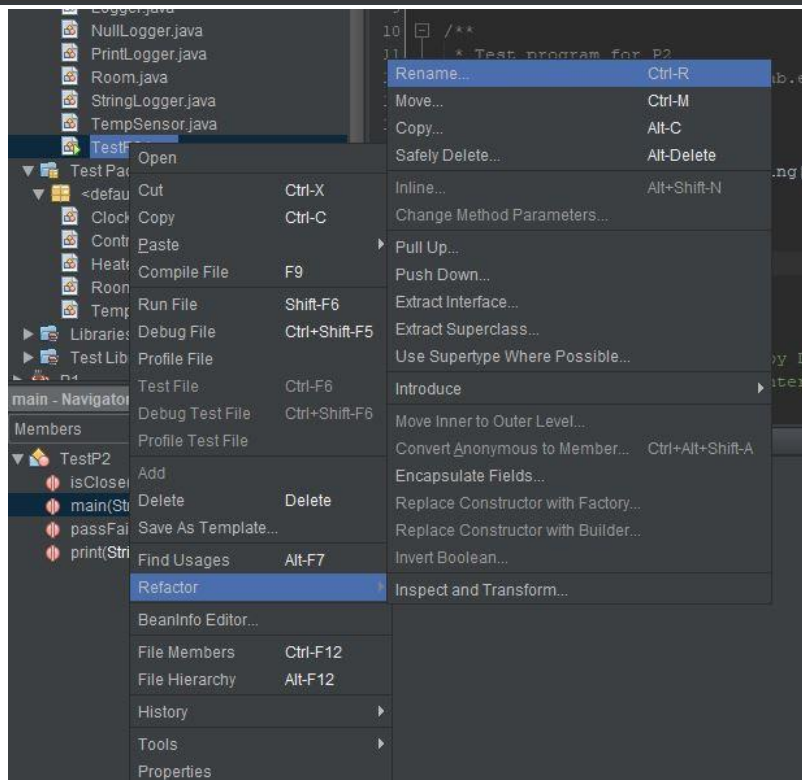 Logger.java
NullLogger.java
PrintLogger.java
Room.java
StringLogger.java
TempSensor.java
Test Pac
<defau
Clock
Contr
Heate
Room
Temp
Libraries
Test Lib
main - Navigator
Members
TestP2
isClose
main(Str
passFai
print(Stri
10 /**
11 * Test program for P2
Open
Cut Ctrl-X
Copy Ctrl-C
Paste
Compile File F9
Run File Shift-F6
Debug File Ctrl+Shift-F5
Profile File
Test File Ctrl-F6
Debug Test File Ctrl+Shift-F6
Profile Test File
Add
Delete Delete
Save As Template...
Find Usages Alt-F7
Refactor
BeanInfo Editor...
File Members Ctrl-F12
File Hierarchy Alt-F12
History
Tools
Properties
Rename... Ctrl-R
Move... Ctrl-M
Copy... Alt-C
Safely Delete... Alt-Delete
Inline... Alt+Shift-N
Change Method Parameters...
Pull Up...
Push Down...
Extract Interface...
Extract Superclass...
Use Supertype Where Possible...
Introduce
Move Inner to Outer Level...
Convert Anonymous to Member... Ctrl+Alt+Shift-A
Encapsulate Fields...
Replace Constructor with Factory...
Replace Constructor with Builder...
Invert Boolean...
Inspect and Transform...